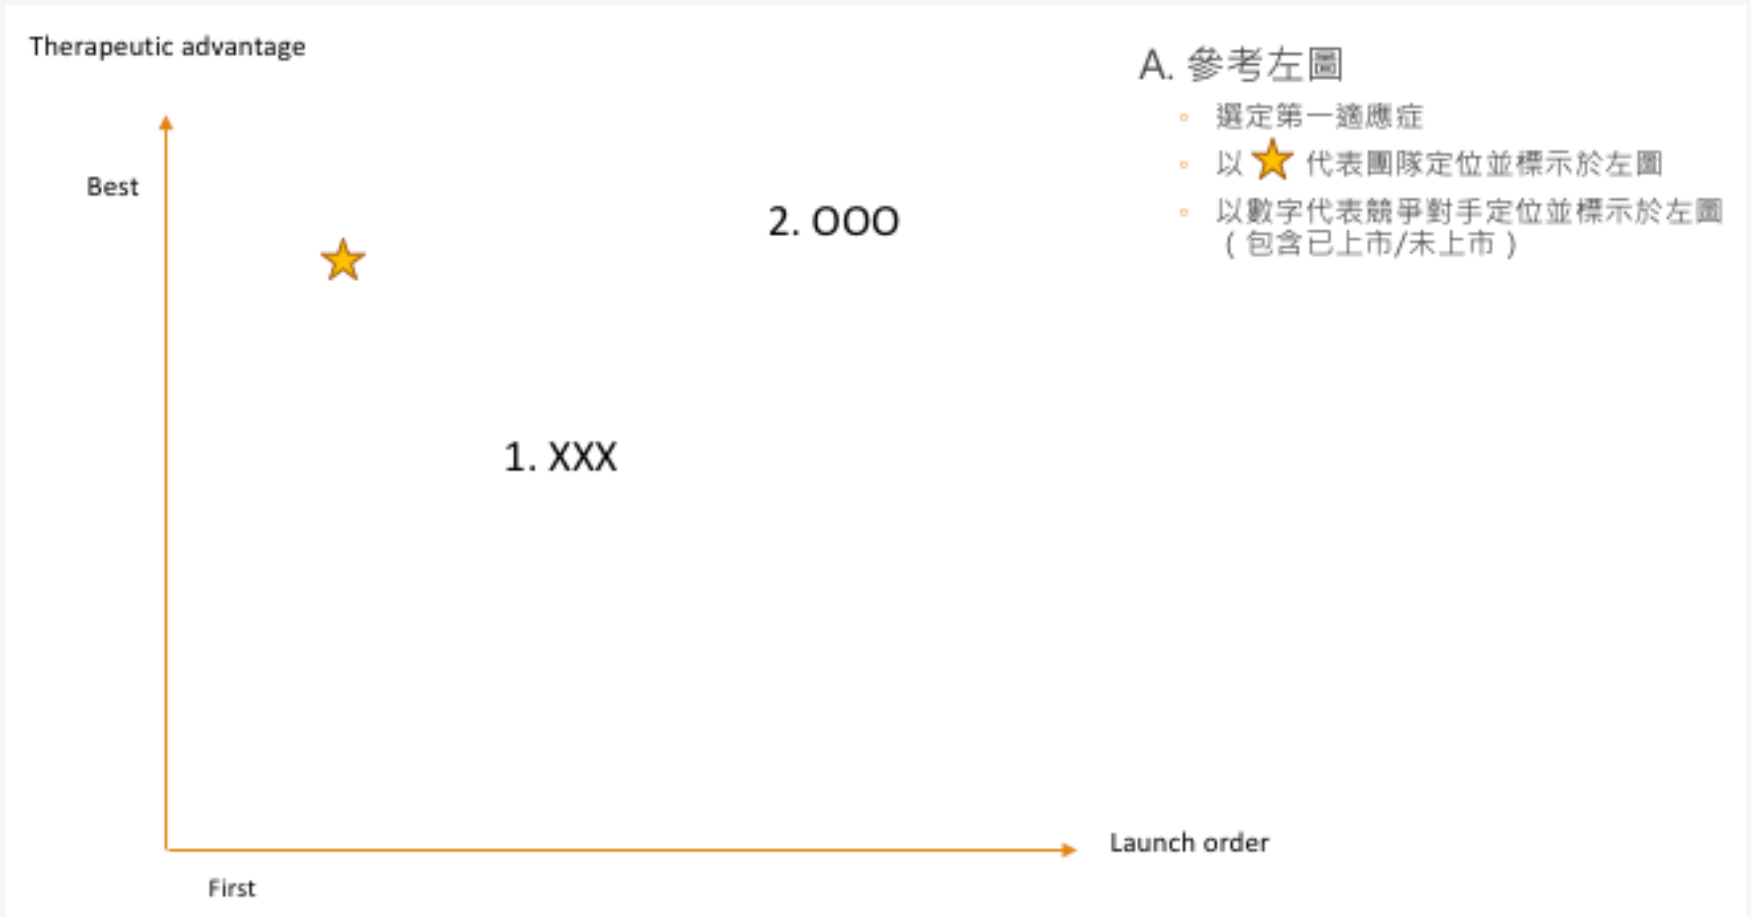 Therapeutic advantage
Best
2. OOO
1. XXX
Launch order
First
A. 參考左圖
選定第一適應症
以 代表團隊定位並標示於左圖
以數字代表競爭對手定位並標示於左圖
(包含已上市/未上市)